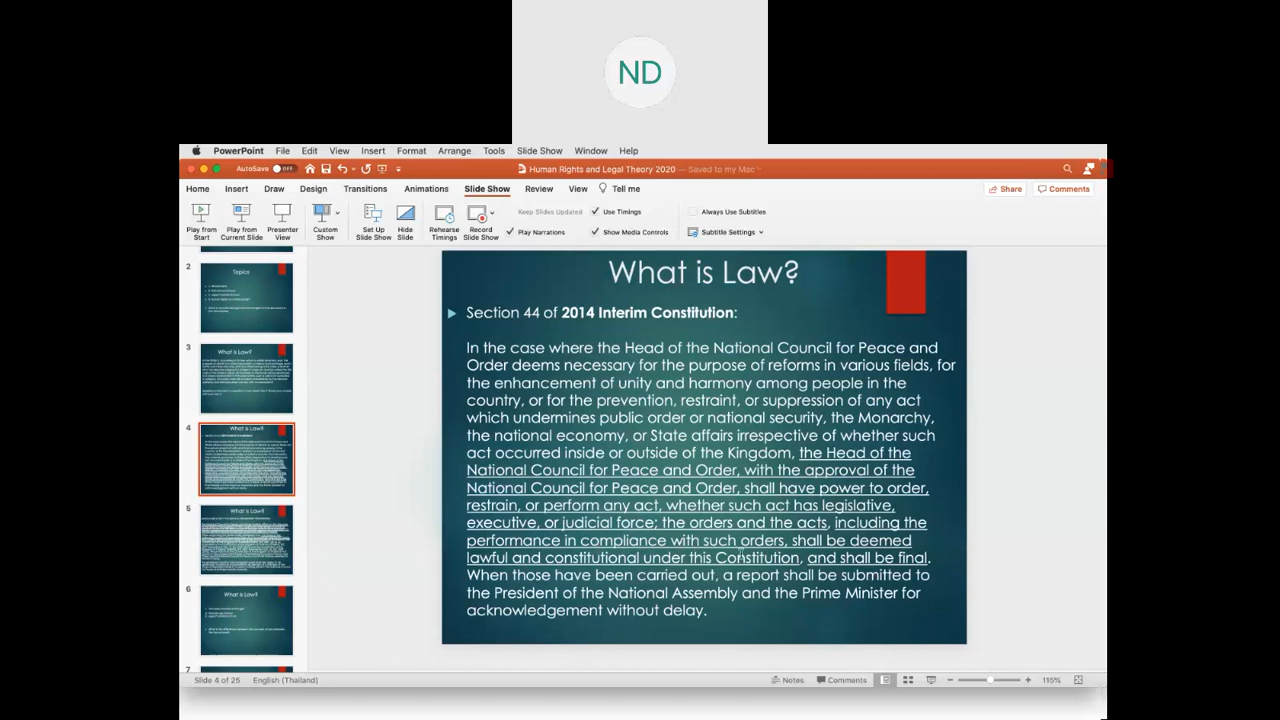 ND
PowerPoint File Edit View Insert Format Arrange Tools Slide Show Window Help
AutoSave OFF Human Rights and Legal Theory 2020 — Saved to my Mac
Home Insert Draw Design Transitions Animations Slide Show Review View Tell me Share Comments
Play from Start
Play from Current Slide
Presenter View
Custom Show
Set Up Slide Show
Hide Slide
Rehearse Timings
Record Slide Show
Keep Slides Updated Use Timings Always Use Subtitles
Play Narrations Show Media Controls Subtitle Settings
2
Topics
3
What is Law?
4
What is Law?
5
What is Law?
6
What is Law?
7
What is Law?
Section 44 of 2014 Interim Constitution:
In the case where the Head of the National Council for Peace and
Order deems necessary for the purpose of reforms in various fields, for
the enhancement of unity and harmony among people in the
country, or for the prevention, restraint, or suppression of any act
which undermines public order or national security, the Monarchy,
the national economy, or State affairs irrespective of whether such
act occurred inside or outside of the Kingdom, the Head of the
National Council for Peace and Order, with the approval of the
National Council for Peace and Order, shall have power to order,
restrain, or perform any act, whether such act has legislative,
executive, or judicial force; the orders and the acts, including the
performance in compliance with such orders, shall be deemed
lawful and constitutional under this Constitution, and shall be final.
When those have been carried out, a report shall be submitted to
the President of the National Assembly and the Prime Minister for
acknowledgement without delay.
Slide 4 of 25 English (Thailand) Notes Comments 115%